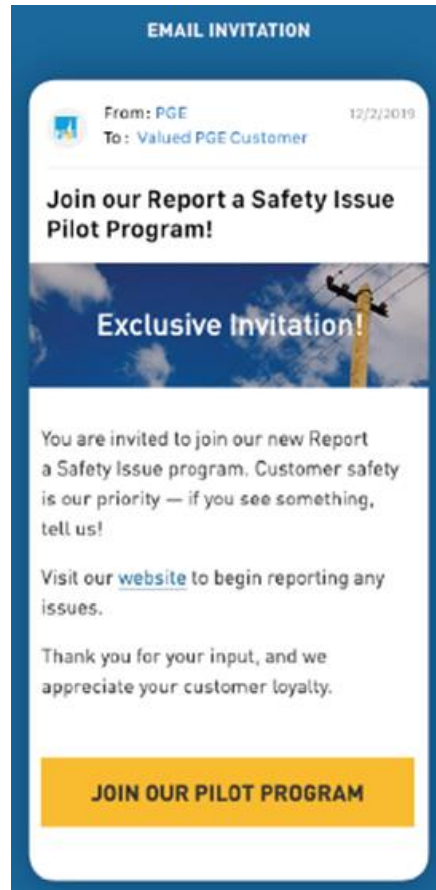 EMAIL INVITATION
From: PGE
12/2/2019
To: Valued PGE Customer
Join our Report a Safety Issue
Pilot Program!
Exclusive Invitation!
You are invited to join our new Report
a Safety Issue program. Customer safety
is our priority — if you see something,
tell us!
Visit our website to begin reporting any
issues.
Thank you for your input, and we
appreciate your customer loyalty.
JOIN OUR PILOT PROGRAM